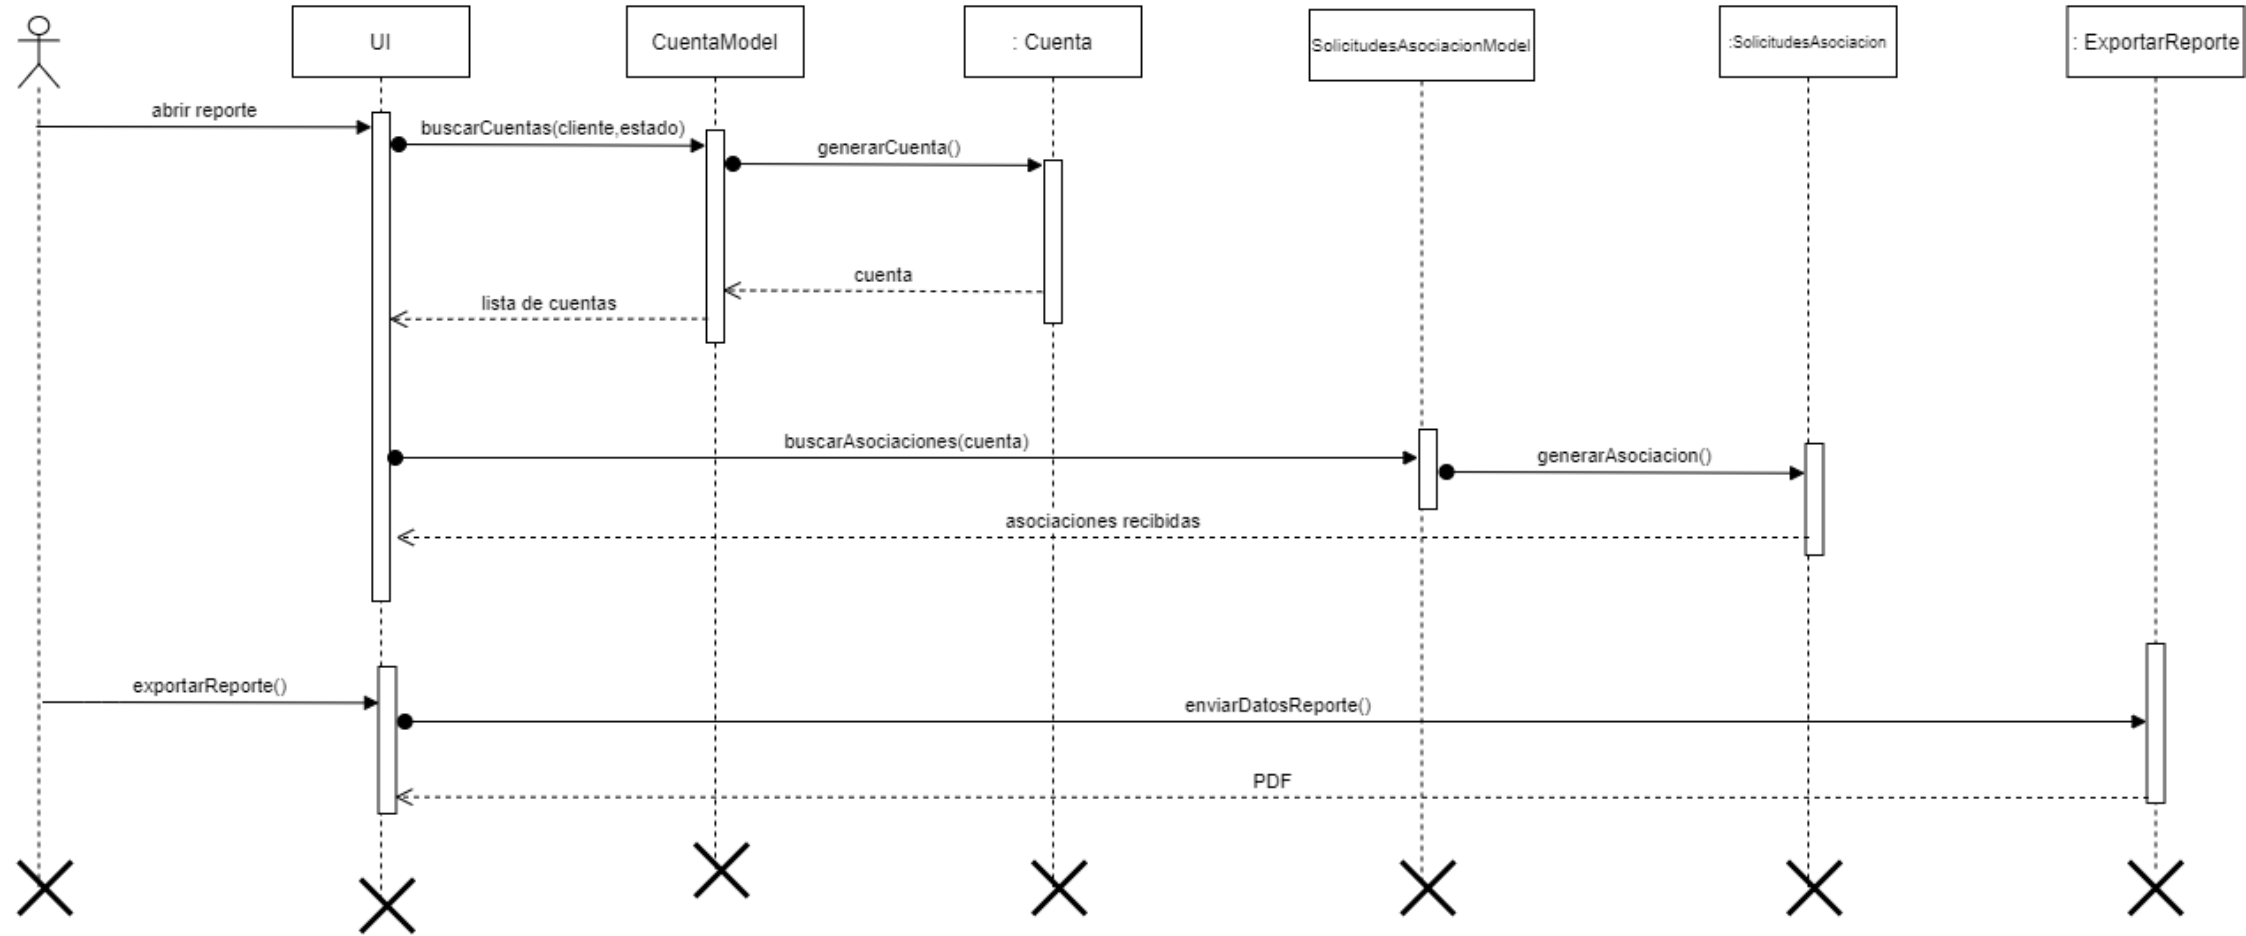 UI
CuentaModel
: Cuenta
SolicitudesAsociacionModel
:SolicitudesAsociacion
: ExportarReporte
abrir reporte
buscarCuentas(cliente,estado)
generarCuenta()
cuenta
lista de cuentas
buscarAsociaciones(cuenta)
generarAsociacion()
asociaciones recibidas
exportarReporte()
enviarDatosReporte()
PDF